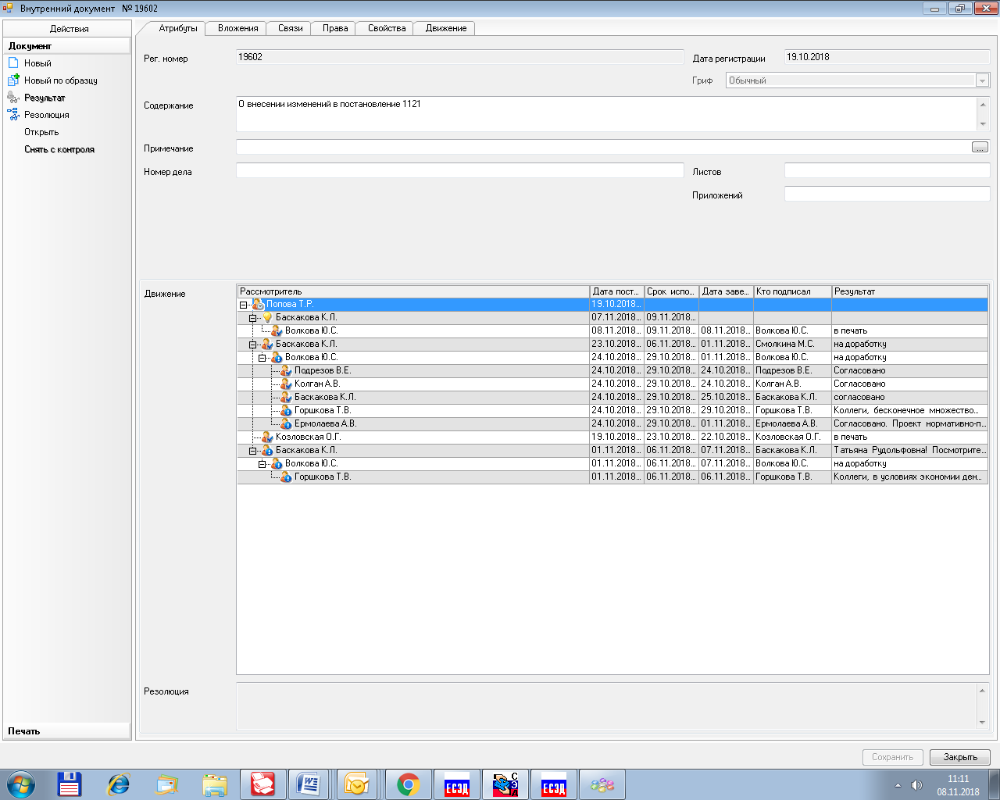 Внутренний документ № 19602
Действия
Документ
Новый
Новый по образцу
Результат
Резолюция
Открыть
Снять с контроля
Печать
Атрибуты Вложения Связи Права Свойства Движение
Рег. номер 19602 Дата регистрации 19.10.2018
Гриф Обычный
Содержание О внесении изменений в постановление 1121
Примечание ...
Номер дела Листов
Приложений
Движение
Рассмотритель Дата пост... Срок испо... Дата заве... Кто подписал Результат
Попова Т.Р. 19.10.2018...
Баскакова К.Л. 07.11.2018... 09.11.2018...
Волкова Ю.С. 08.11.2018... 09.11.2018... 08.11.2018... Волкова Ю.С. в печать
Баскакова К.Л. 23.10.2018... 06.11.2018... 01.11.2018... Смолкина М.С. на доработку
Волкова Ю.С. 24.10.2018... 29.10.2018... 01.11.2018... Волкова Ю.С. на доработку
Подрезов В.Е. 24.10.2018... 29.10.2018... 24.10.2018... Подрезов В.Е. Согласовано
Колган А.В. 24.10.2018... 29.10.2018... 24.10.2018... Колган А.В. Согласовано
Баскакова К.Л. 24.10.2018... 29.10.2018... 25.10.2018... Баскакова К.Л. согласовано
Горшкова Т.В. 24.10.2018... 29.10.2018... 29.10.2018... Горшкова Т.В. Коллеги, бесконечное множество...
Ермолаева А.В. 24.10.2018... 29.10.2018... 01.11.2018... Ермолаева А.В. Согласовано. Проект нормативно-п...
Козловская О.Г. 19.10.2018... 23.10.2018... 22.10.2018... Козловская О.Г. в печать
Баскакова К.Л. 01.11.2018... 06.11.2018... 07.11.2018... Баскакова К.Л. Татьяна Рудольфовна! Посмотрите...
Волкова Ю.С. 01.11.2018... 06.11.2018... 07.11.2018... Волкова Ю.С. на доработку
Горшкова Т.В. 01.11.2018... 06.11.2018... 06.11.2018... Горшкова Т.В. Коллеги, в условиях экономии ден...
Резолюция
Сохранить Закрыть
ЕСЭД СЭД ЕСЭД
11:11
08.11.2018